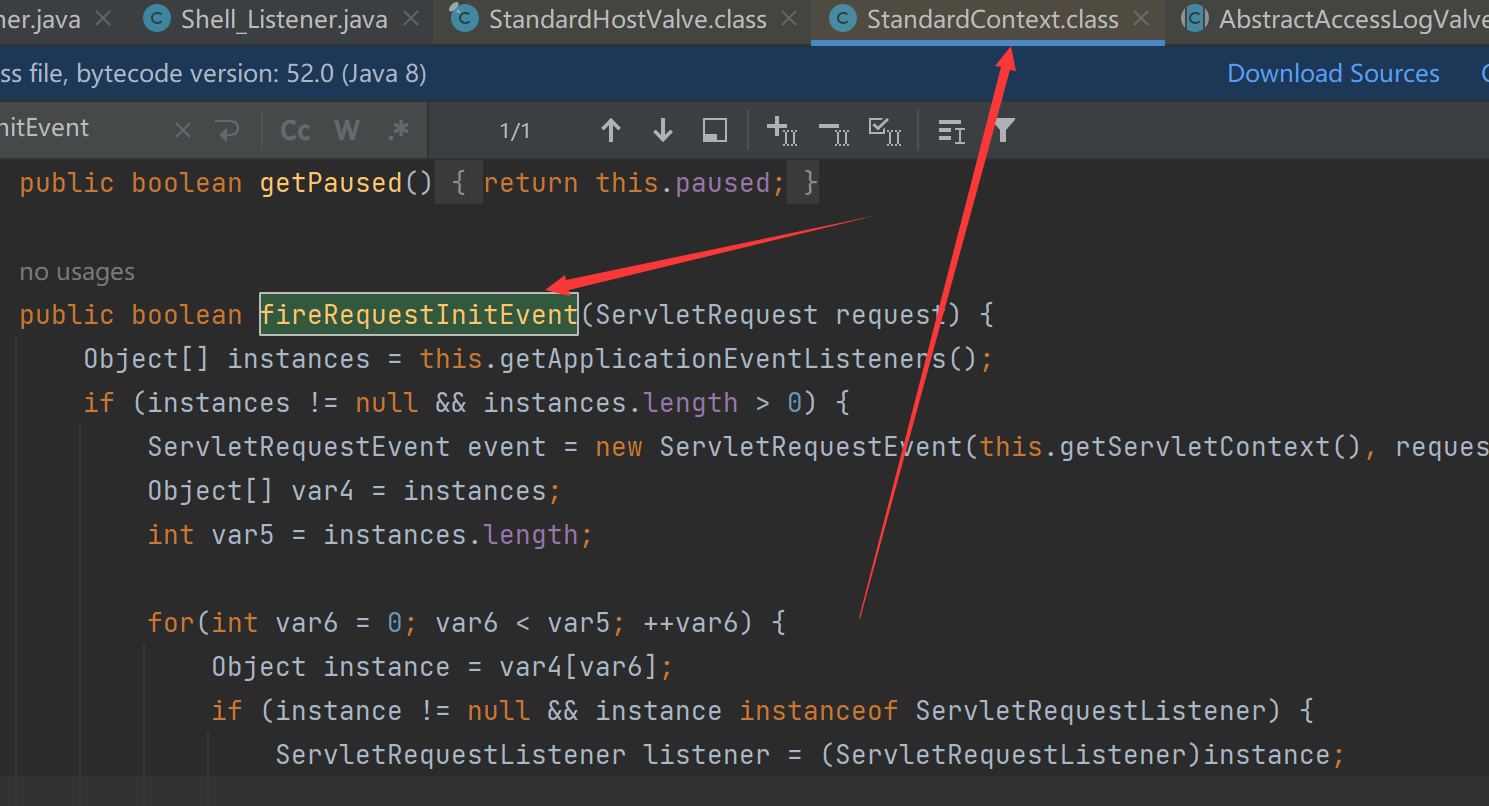 ner.java Shell_Listener.java StandardHostValve.class StandardContext.class AbstractAccessLogValve
ss file, bytecode version: 52.0 (Java 8) Download Sources
nitEvent Cc W .* 1/1
public boolean getPaused() { return this.paused; }
no usages
public boolean fireRequestInitEvent(ServletRequest request) {
Object[] instances = this.getApplicationEventListeners();
if (instances != null && instances.length > 0) {
ServletRequestEvent event = new ServletRequestEvent(this.getServletContext(), reques
Object[] var4 = instances;
int var5 = instances.length;
for(int var6 = 0; var6 < var5; ++var6) {
Object instance = var4[var6];
if (instance != null && instance instanceof ServletRequestListener) {
ServletRequestListener listener = (ServletRequestListener)instance;